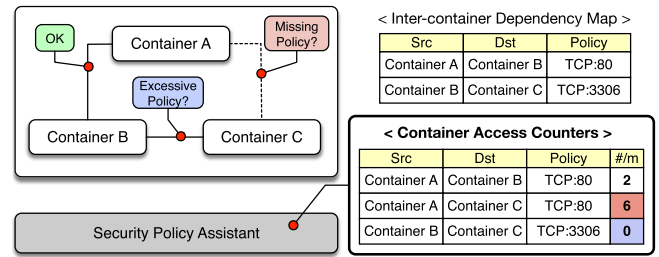 OK
Container A
Missing
Policy?
Excessive
Policy?
Container B
Container C
Security Policy Assistant
< Inter-container Dependency Map >
Src Dst Policy
Container A Container B TCP:80
Container B Container C TCP:3306
< Container Access Counters >
Src Dst Policy #/m
Container A Container B TCP:80 2
Container A Container C TCP:80 6
Container B Container C TCP:3306 0